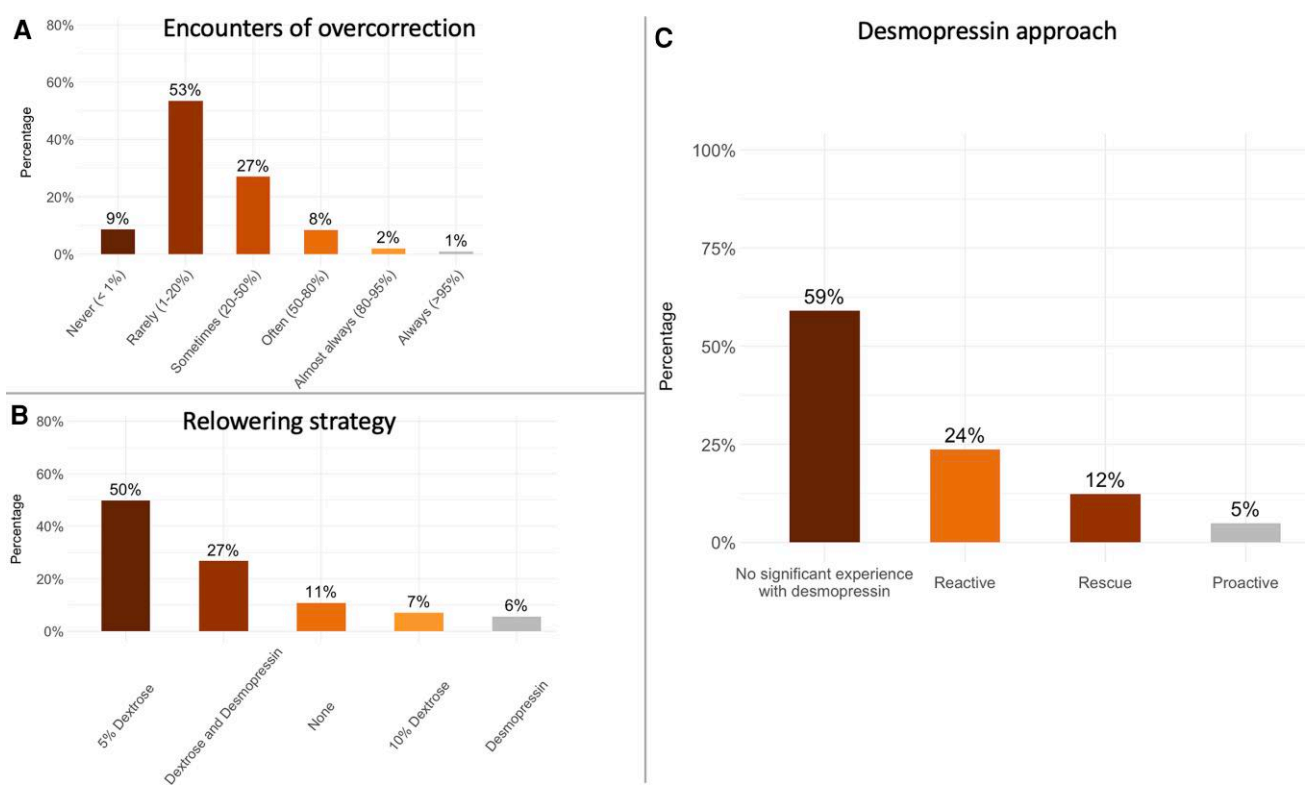 A
Encounters of overcorrection
Percentage
80%
60%
40%
20%
0%
9%
53%
27%
8%
2%
1%
Never (< 1%)
Rarely (1-20%)
Sometimes (20-50%)
Often (50-80%)
Almost always (80-95%)
Always (>95%)
B
Relowering strategy
Percentage
80%
60%
40%
20%
0%
50%
27%
11%
7%
6%
5% Dextrose
Dextrose and Desmopressin
None
10% Dextrose
Desmopressin
C
Desmopressin approach
Percentage
100%
75%
50%
25%
0%
59%
24%
12%
5%
No significant experience
with desmopressin
Reactive
Rescue
Proactive